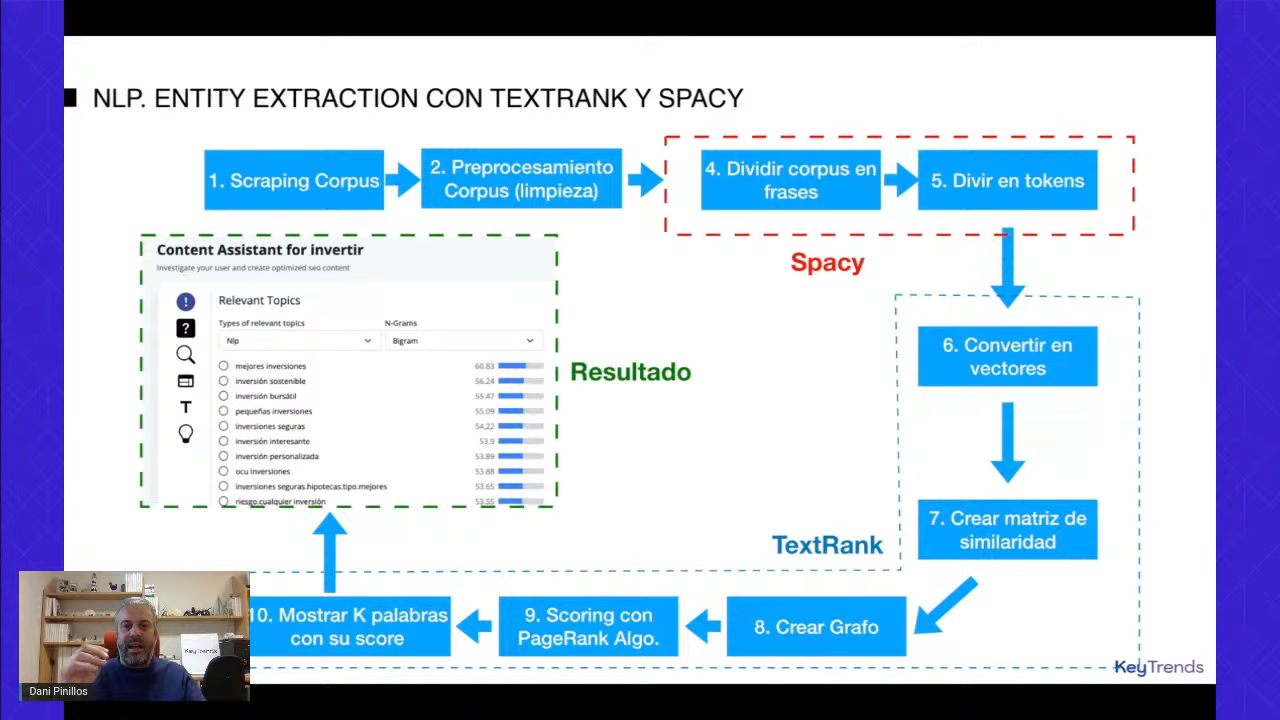 NLP. ENTITY EXTRACTION CON TEXTRANK Y SPACY
1. Scraping Corpus
2. Preprocesamiento
Corpus (limpieza)
4. Dividir corpus en
frases
5. Divir en tokens
Spacy
Content Assistant for invertir
Investigate your user and create optimized seo content
Relevant Topics
Types of relevant topics
N-Grams
Nlp
Bigram
mejores inversiones 60.83
inversión sostenible 56.24
inversión bursátil 55.47
pequeñas inversiones 55.09
inversiones seguras 54.22
inversión interesante 53.9
inversión personalizada 53.89
ocu inversiones 53.88
inversiones seguras.hipotecas.tipo.mejores 53.65
riesgo.cualquier inversión 53.55
Resultado
6. Convertir en
vectores
7. Crear matriz de
similaridad
TextRank
8. Crear Grafo
9. Scoring con
PageRank Algo.
10. Mostrar K palabras
con su score
KeyTrends
Dani Pinillos
KeyTrends